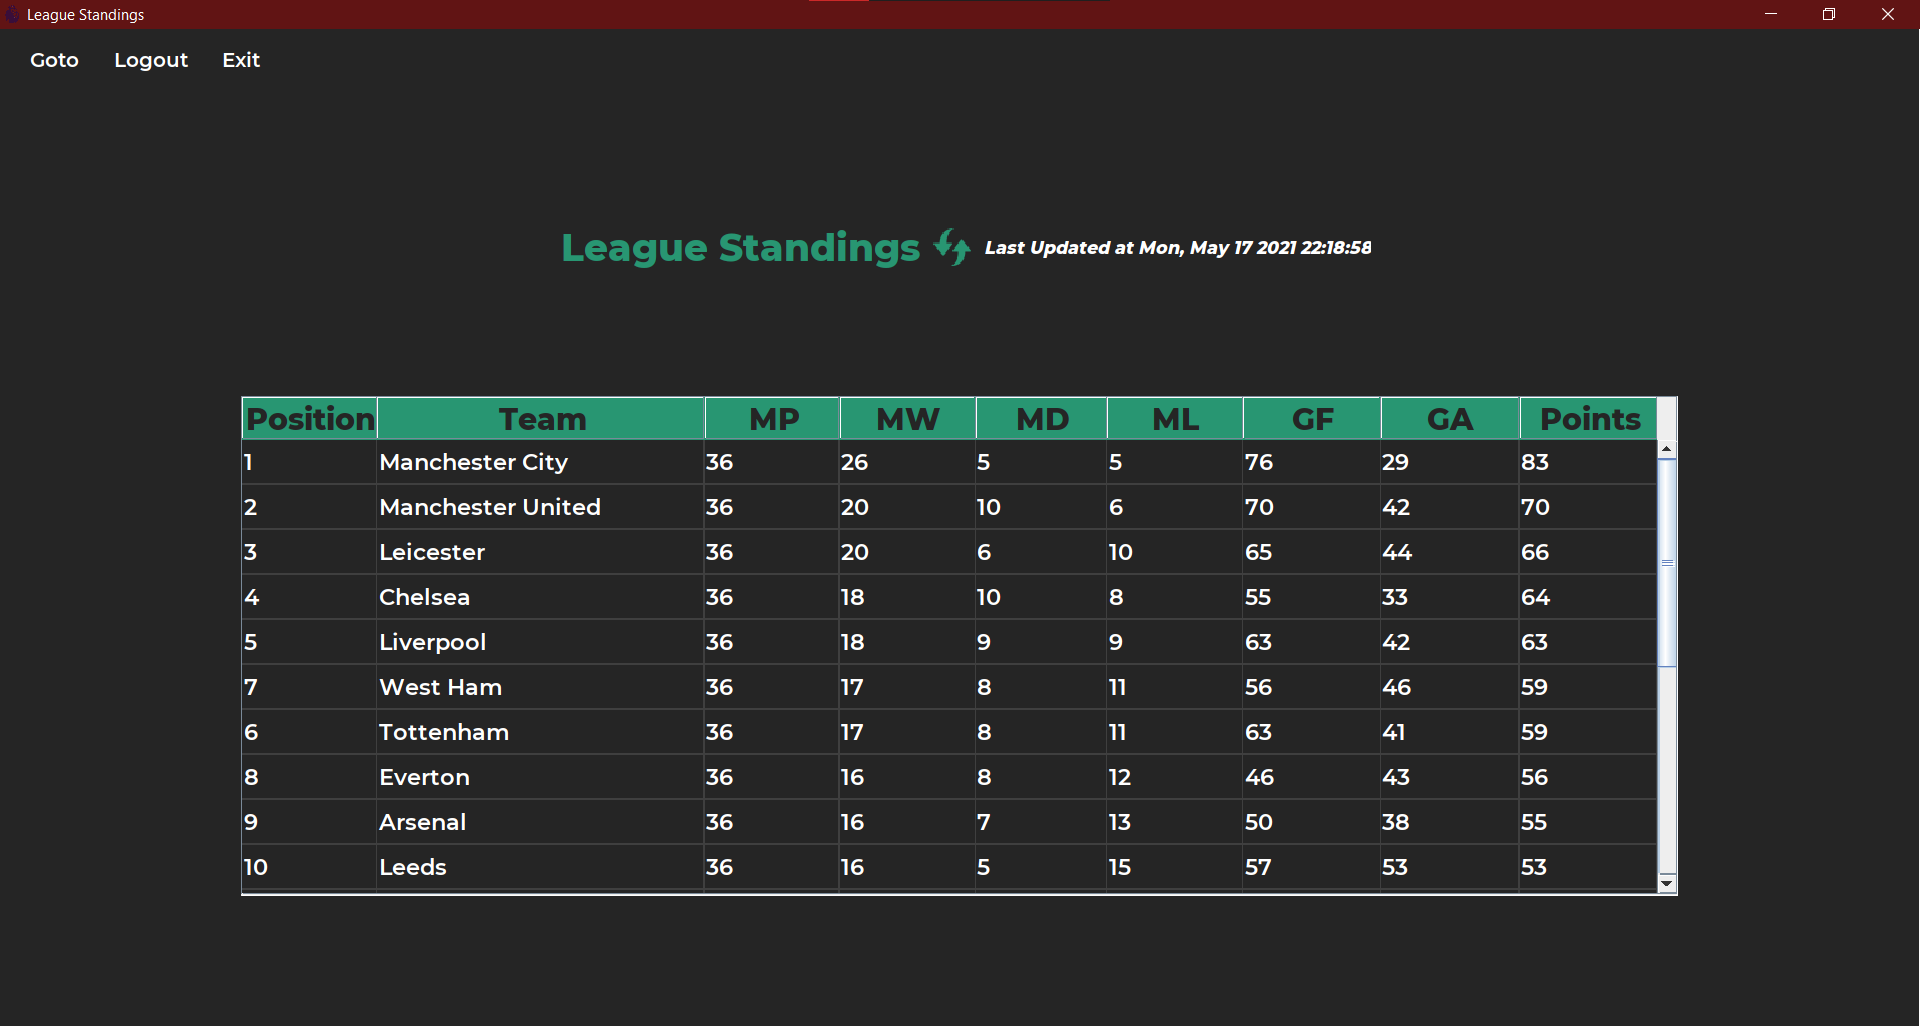 League Standings
Goto Logout Exit
League Standings Last Updated at Mon, May 17 2021 22:18:58
Position Team MP MW MD ML GF GA Points
1 Manchester City 36 26 5 5 76 29 83
2 Manchester United 36 20 10 6 70 42 70
3 Leicester 36 20 6 10 65 44 66
4 Chelsea 36 18 10 8 55 33 64
5 Liverpool 36 18 9 9 63 42 63
7 West Ham 36 17 8 11 56 46 59
6 Tottenham 36 17 8 11 63 41 59
8 Everton 36 16 8 12 46 43 56
9 Arsenal 36 16 7 13 50 38 55
10 Leeds 36 16 5 15 57 53 53